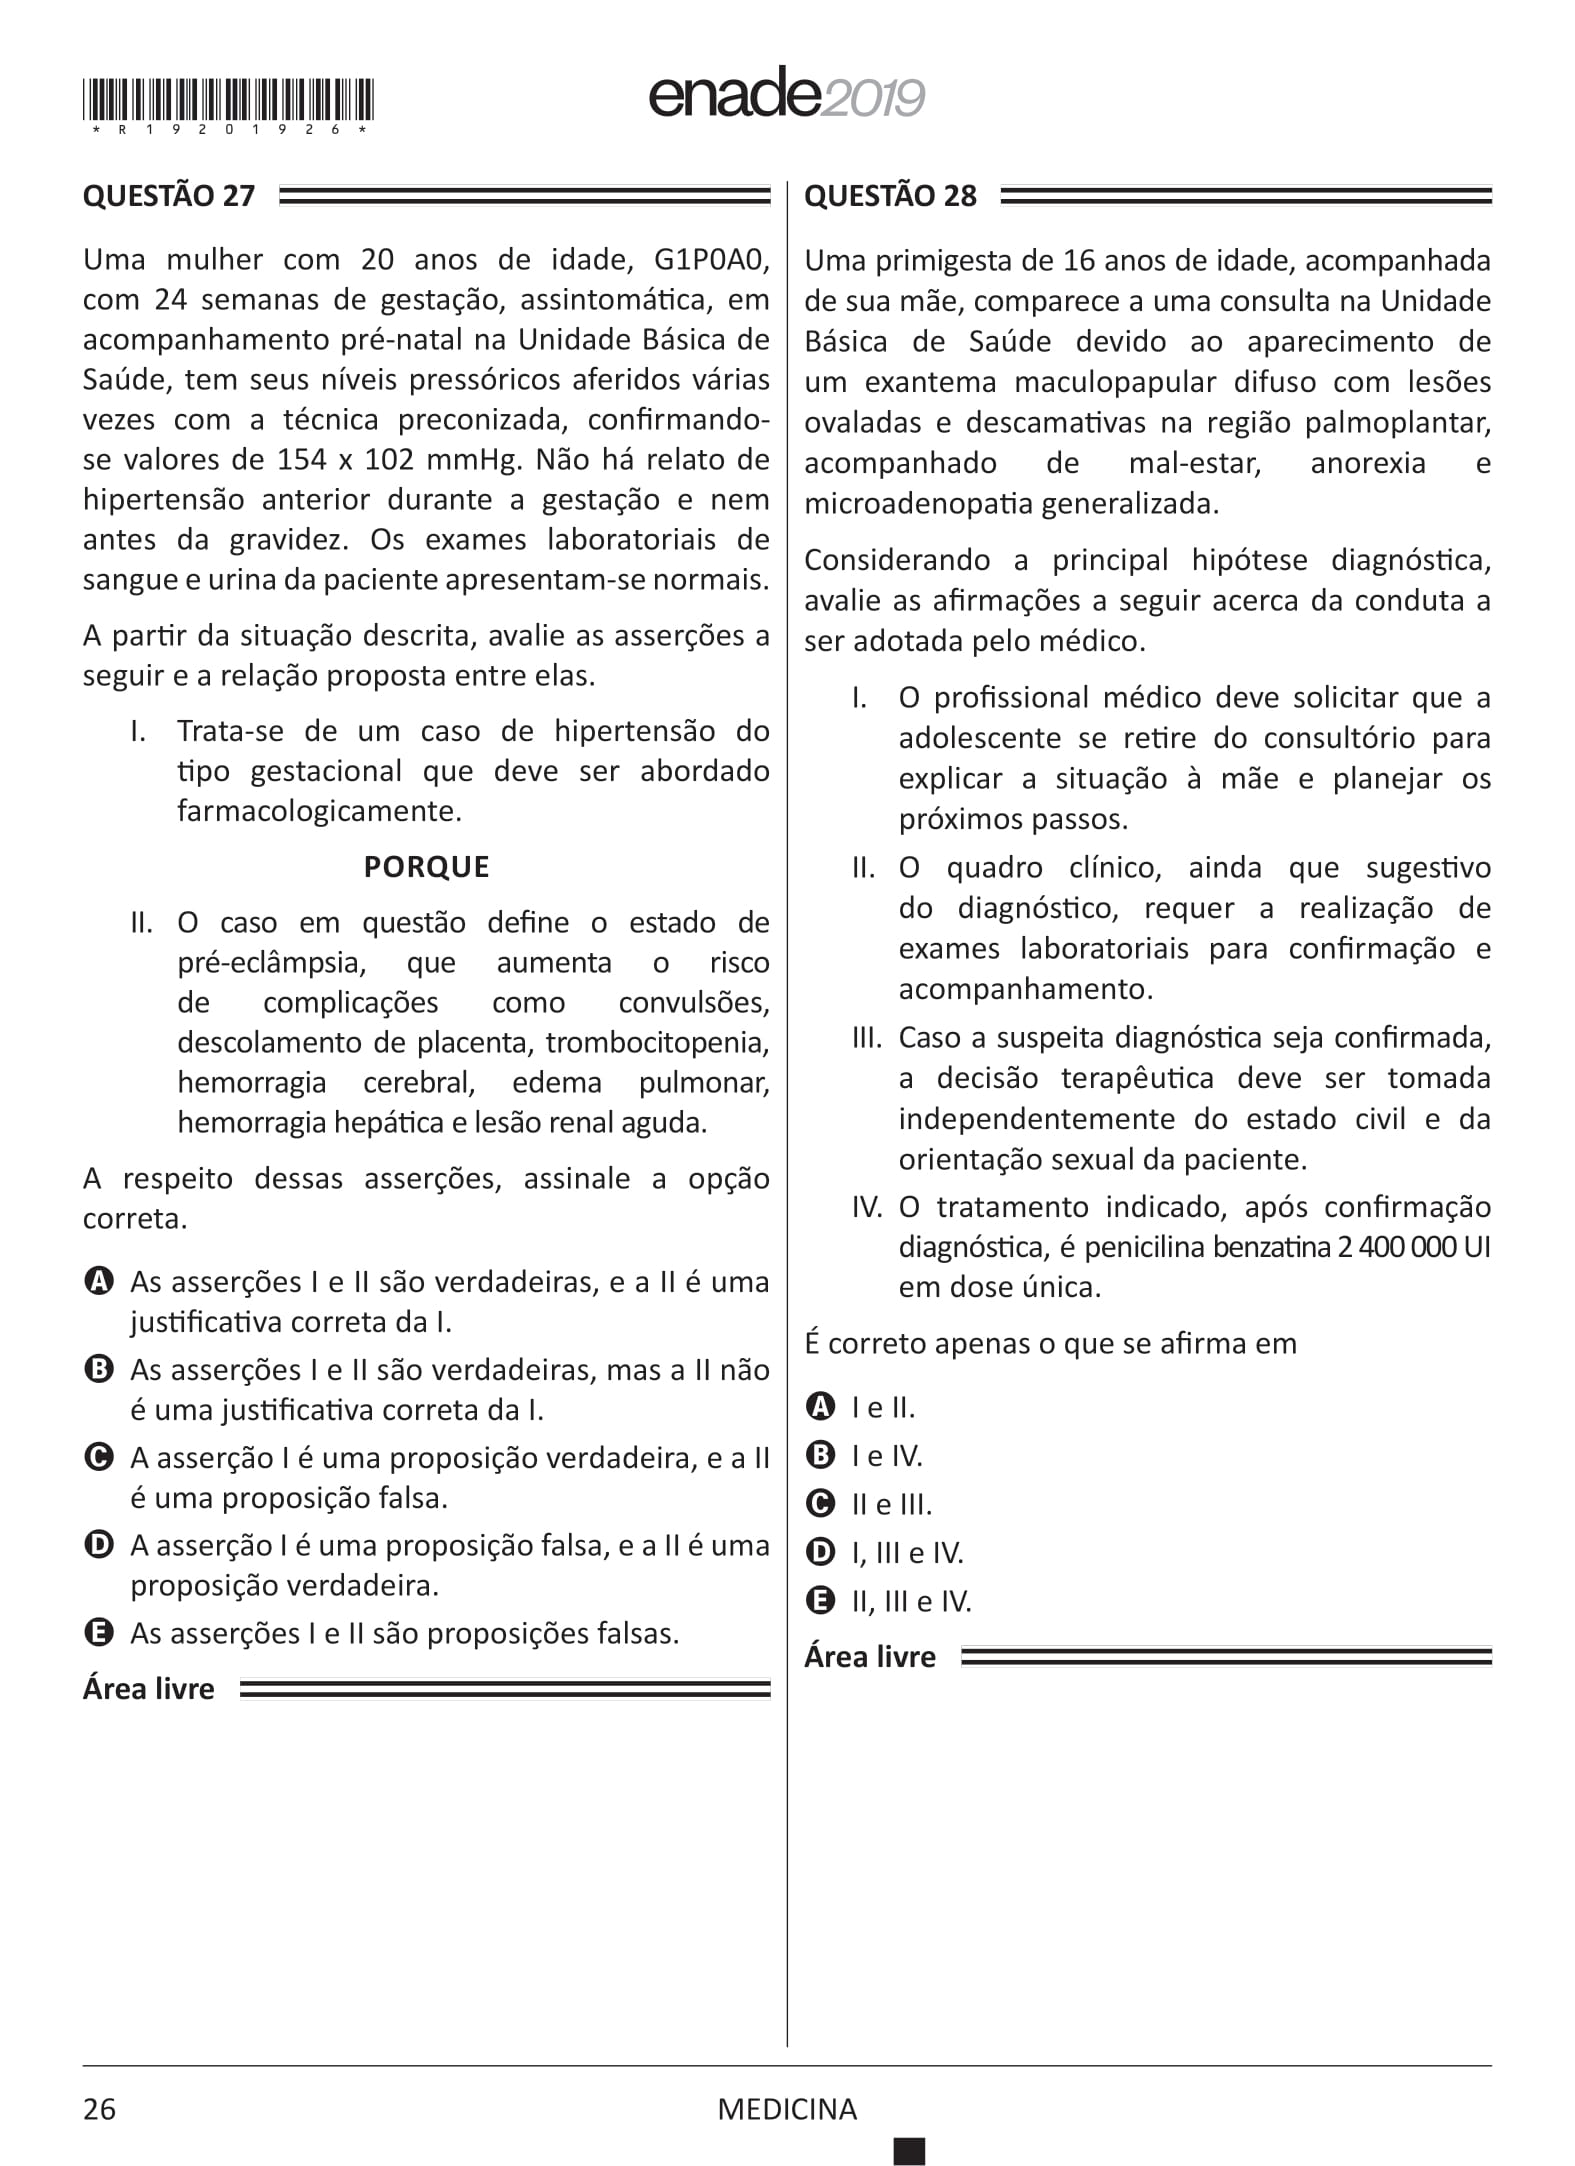 *R19201926*
enade2019
QUESTÃO 27
Uma mulher com 20 anos de idade, G1P0A0,
com 24 semanas de gestação, assintomática, em
acompanhamento pré-natal na Unidade Básica de
Saúde, tem seus níveis pressóricos aferidos várias
vezes com a técnica preconizada, confirmando-
se valores de 154 x 102 mmHg. Não há relato de
hipertensão anterior durante a gestação e nem
antes da gravidez. Os exames laboratoriais de
sangue e urina da paciente apresentam-se normais.
A partir da situação descrita, avalie as asserções a
seguir e a relação proposta entre elas.
I. Trata-se de um caso de hipertensão do
tipo gestacional que deve ser abordado
farmacologicamente.
PORQUE
II. O caso em questão define o estado de
pré-eclâmpsia, que aumenta o risco
de complicações como convulsões,
descolamento de placenta, trombocitopenia,
hemorragia cerebral, edema pulmonar,
hemorragia hepática e lesão renal aguda.
A respeito dessas asserções, assinale a opção
correta.
A As asserções I e II são verdadeiras, e a II é uma
justificativa correta da I.
B As asserções I e II são verdadeiras, mas a II não
é uma justificativa correta da I.
C A asserção I é uma proposição verdadeira, e a II
é uma proposição falsa.
D A asserção I é uma proposição falsa, e a II é uma
proposição verdadeira.
E As asserções I e II são proposições falsas.
Área livre
QUESTÃO 28
Uma primigesta de 16 anos de idade, acompanhada
de sua mãe, comparece a uma consulta na Unidade
Básica de Saúde devido ao aparecimento de
um exantema maculopapular difuso com lesões
ovaladas e descamativas na região palmoplantar,
acompanhado de mal-estar, anorexia e
microadenopatia generalizada.
Considerando a principal hipótese diagnóstica,
avalie as afirmações a seguir acerca da conduta a
ser adotada pelo médico.
I. O profissional médico deve solicitar que a
adolescente se retire do consultório para
explicar a situação à mãe e planejar os
próximos passos.
II. O quadro clínico, ainda que sugestivo
do diagnóstico, requer a realização de
exames laboratoriais para confirmação e
acompanhamento.
III. Caso a suspeita diagnóstica seja confirmada,
a decisão terapêutica deve ser tomada
independentemente do estado civil e da
orientação sexual da paciente.
IV. O tratamento indicado, após confirmação
diagnóstica, é penicilina benzatina 2 400 000 UI
em dose única.
É correto apenas o que se afirma em
A I e II.
B I e IV.
C II e III.
D I, III e IV.
E II, III e IV.
Área livre
26
MEDICINA